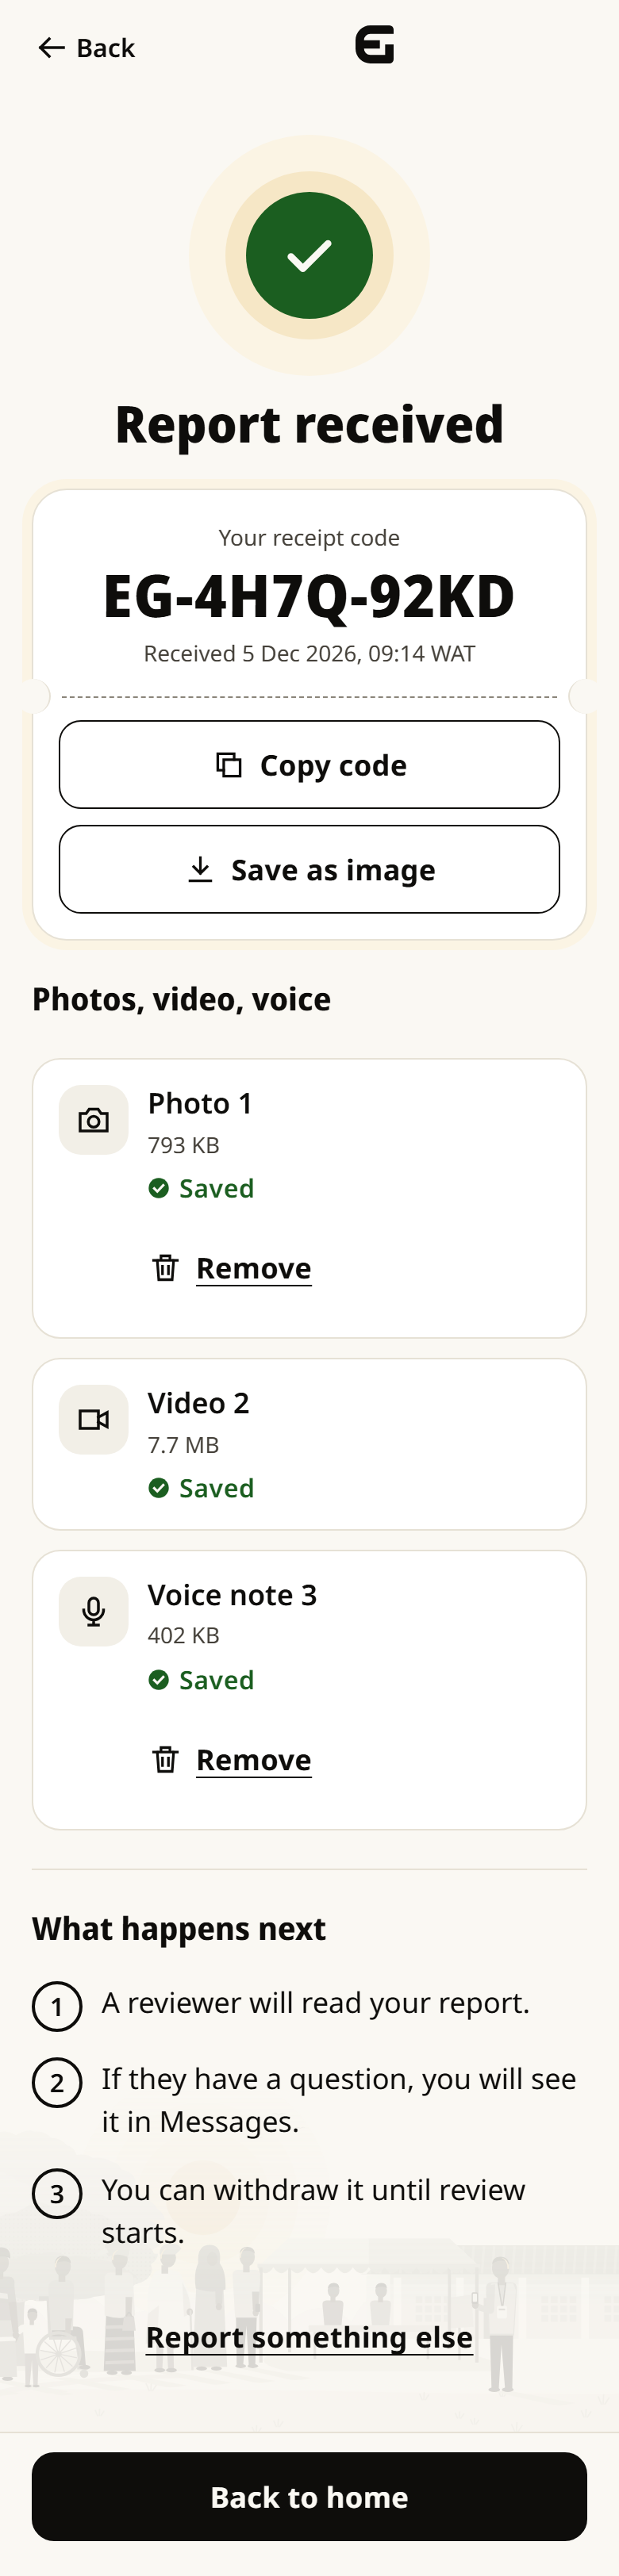 Back
Report received
Your receipt code
EG-4H7Q-92KD
Received 5 Dec 2026, 09:14 WAT
Copy code
Save as image
Photos, video, voice
Photo 1
793 KB
Saved
Remove
Video 2
7.7 MB
Saved
Voice note 3
402 KB
Saved
Remove
What happens next
1 A reviewer will read your report.
2 If they have a question, you will see
it in Messages.
3 You can withdraw it until review
starts.
Report something else
Back to home